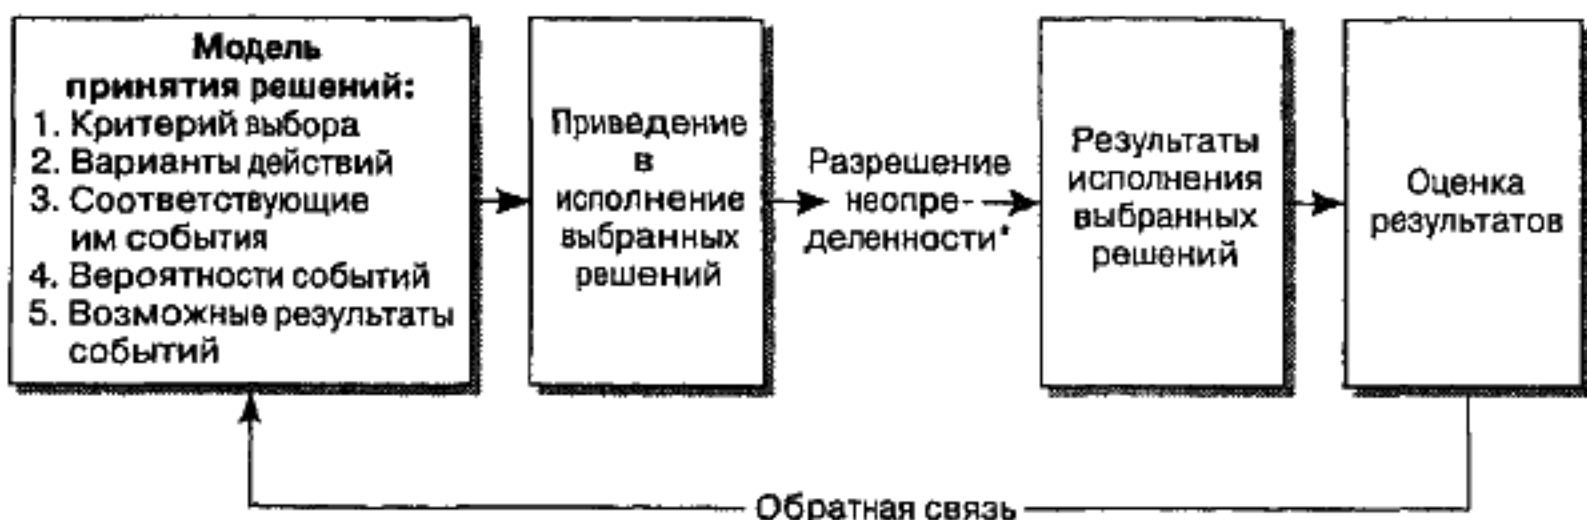 Модель
принятия решений:
1. Критерий выбора
2. Варианты действий
3. Соответствующие
им события
4. Вероятности событий
5. Возможные результаты
событий
Приведение
в
исполнение
выбранных
решений
Разрешение
неопре-
деленности*
Результаты
исполнения
выбранных
решений
Оценка
результатов
Обратная связь